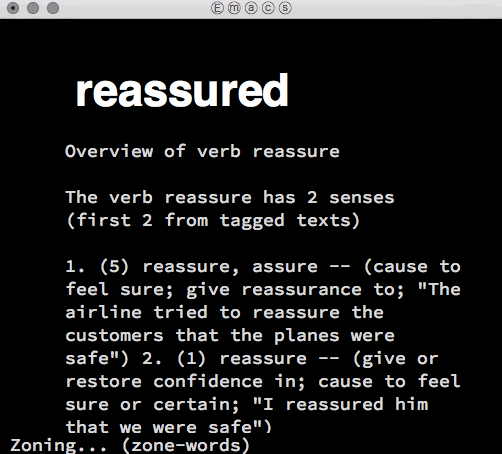 Ⓔⓜⓐⓒⓢ
reassured
Overview of verb reassure
The verb reassure has 2 senses
(first 2 from tagged texts)
1. (5) reassure, assure -- (cause to
feel sure; give reassurance to; "The
airline tried to reassure the
customers that the planes were
safe") 2. (1) reassure -- (give or
restore confidence in; cause to feel
sure or certain; "I reassured him
that we were safe")
Zoning... (zone-words)